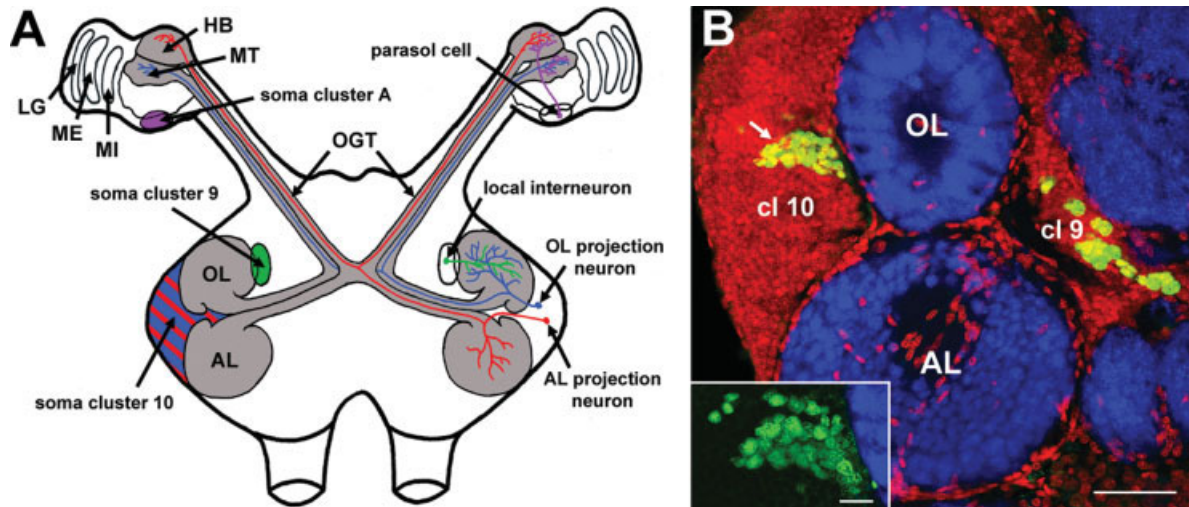 A
HB
MT
LG
ME
MI
soma cluster A
parasol cell
OGT
soma cluster 9
local interneuron
OL projection
neuron
OL
AL
soma cluster 10
AL projection
neuron
B
OL
cl 10
cl 9
AL